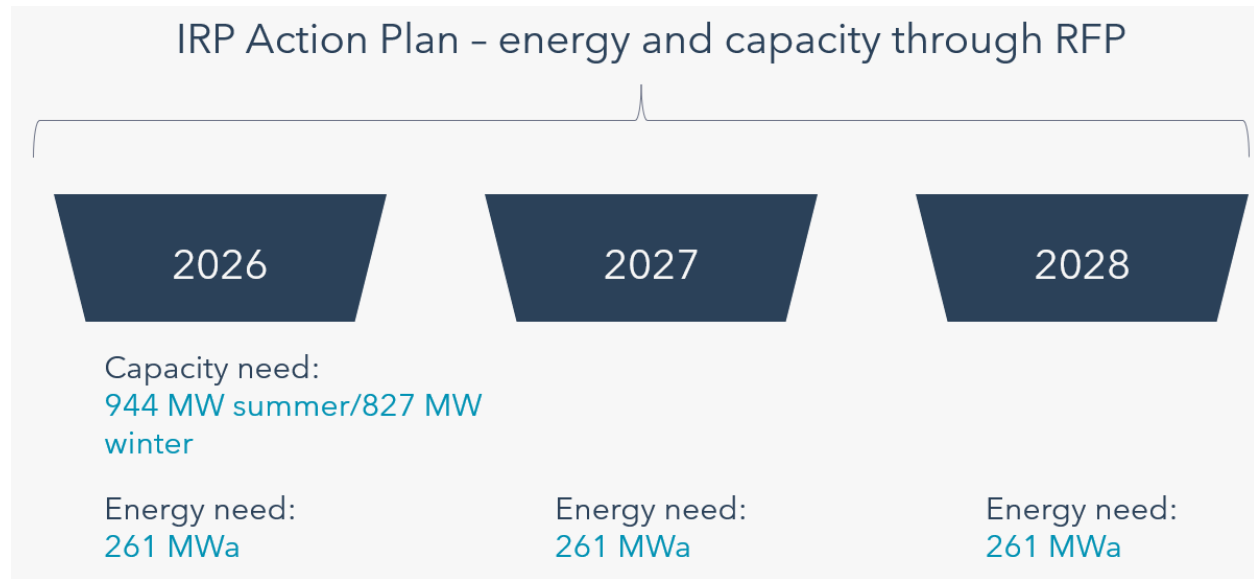 IRP Action Plan – energy and capacity through RFP
2026
2027
2028
Capacity need:
944 MW summer/827 MW
winter
Energy need:
261 MWa
Energy need:
261 MWa
Energy need:
261 MWa